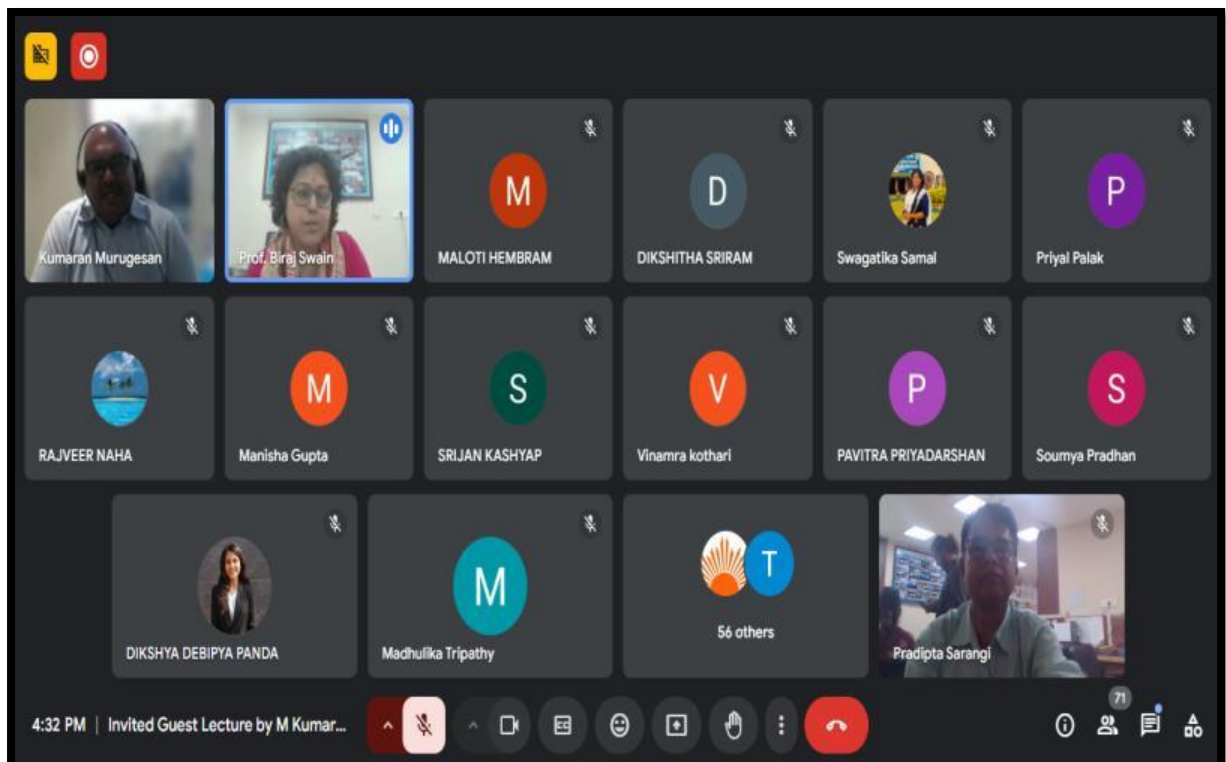 Kumaran Murugesan
Prof. Biraj Swain
M
MALOTI HEMBRAM
D
DIKSHITHA SRIRAM
Swagatika Samal
P
Priyal Palak
RAJVEER NAHA
M
Manisha Gupta
S
SRIJAN KASHYAP
V
Vinamra kothari
P
PAVITRA PRIYADARSHAN
S
Soumya Pradhan
DIKSHYA DEBIPYA PANDA
M
Madhulika Tripathy
T
56 others
Pradipta Sarangi
4:32 PM | Invited Guest Lecture by M Kumar...
CC
71